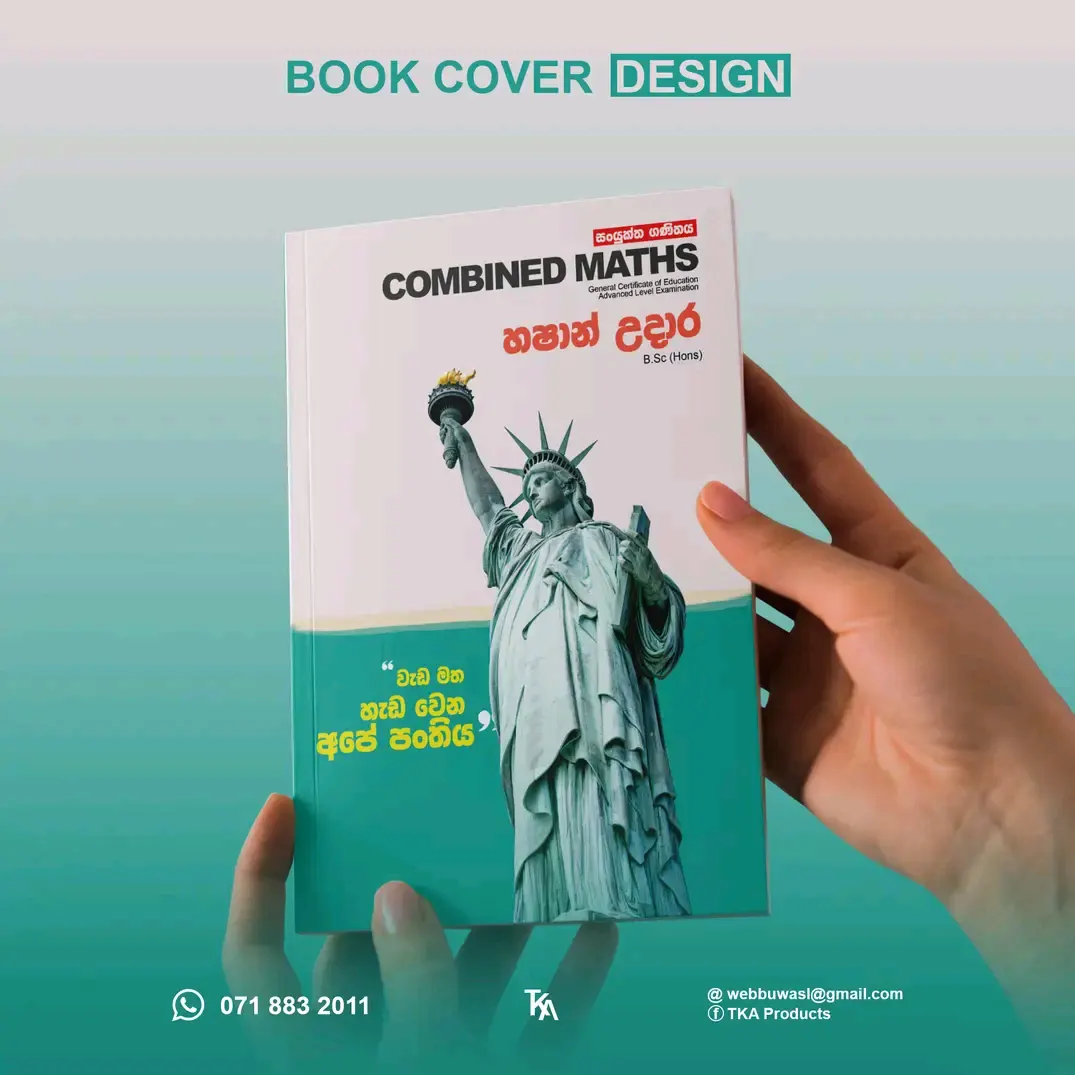 BOOK COVER DESIGN
සංයුක්ත ගණිතය
COMBINED MATHS
General Certificate of Education
Advanced Level Examination
හෂාන් උදාර
B.Sc (Hons)
“වැඩ මත
හැඩ වෙන
අපේ පංතිය”
071 883 2011
TKA
@ webbuwasl@gmail.com
TKA Products